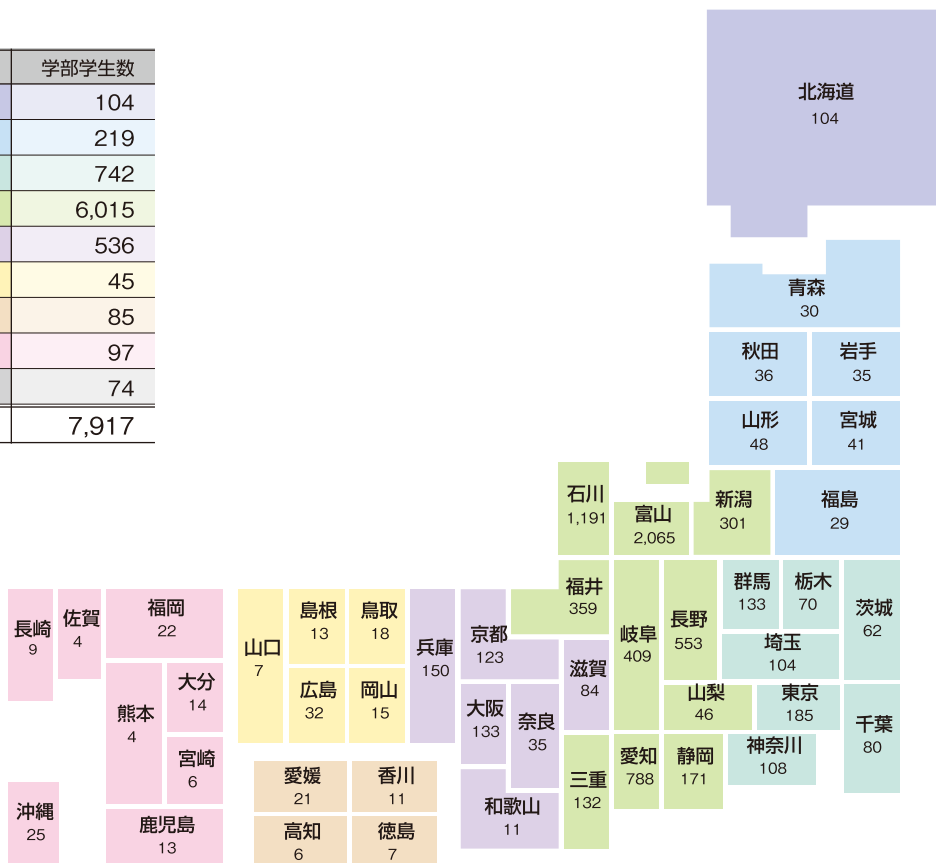 学部学生数
104
219
742
6,015
536
45
85
97
74
7,917
北海道
104
青森
30
秋田
36
岩手
35
山形
48
宮城
41
石川
1,191
富山
2,065
新潟
301
福島
29
福井
359
岐阜
409
長野
553
群馬
133
栃木
70
茨城
62
埼玉
104
山梨
46
東京
185
千葉
80
神奈川
108
愛知
788
静岡
171
三重
132
長崎
9
佐賀
4
福岡
22
熊本
4
大分
14
宮崎
6
鹿児島
13
沖縄
25
山口
7
島根
13
鳥取
18
広島
32
岡山
15
兵庫
150
京都
123
滋賀
84
大阪
133
奈良
35
和歌山
11
愛媛
21
香川
11
高知
6
徳島
7